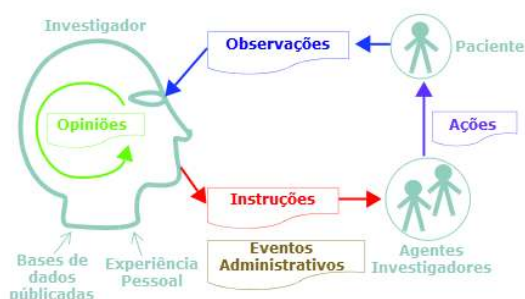 Investigador
Observações
Paciente
Opiniões
Ações
Instruções
Eventos
Administrativos
Agentes
Investigadores
Bases de
dados
públicadas
Experiência
Pessoal